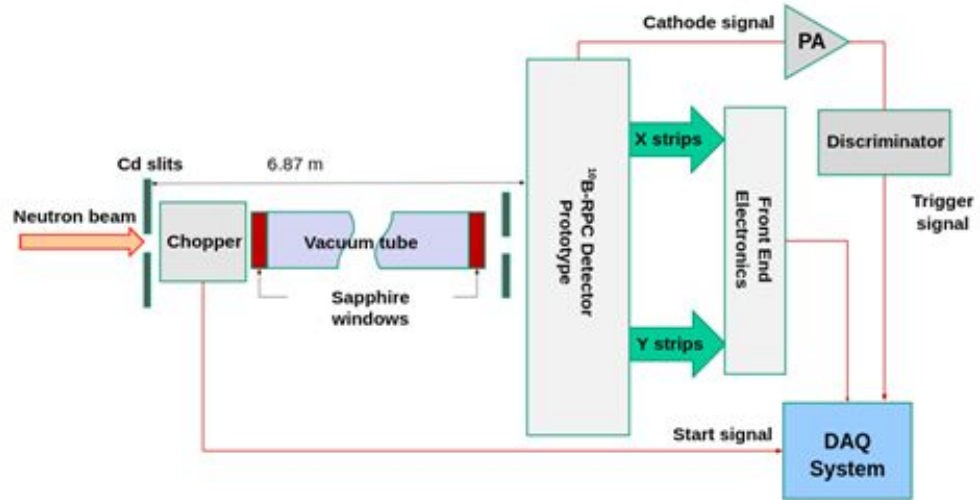 Cathode signal
PA
Cd slits
6.87 m
X strips
Discriminator
Neutron beam
Chopper
Vacuum tube
¹⁰B-RPC Detector
Prototype
Front End
Electronics
Trigger
signal
Sapphire
windows
Y strips
Start signal
DAQ
System